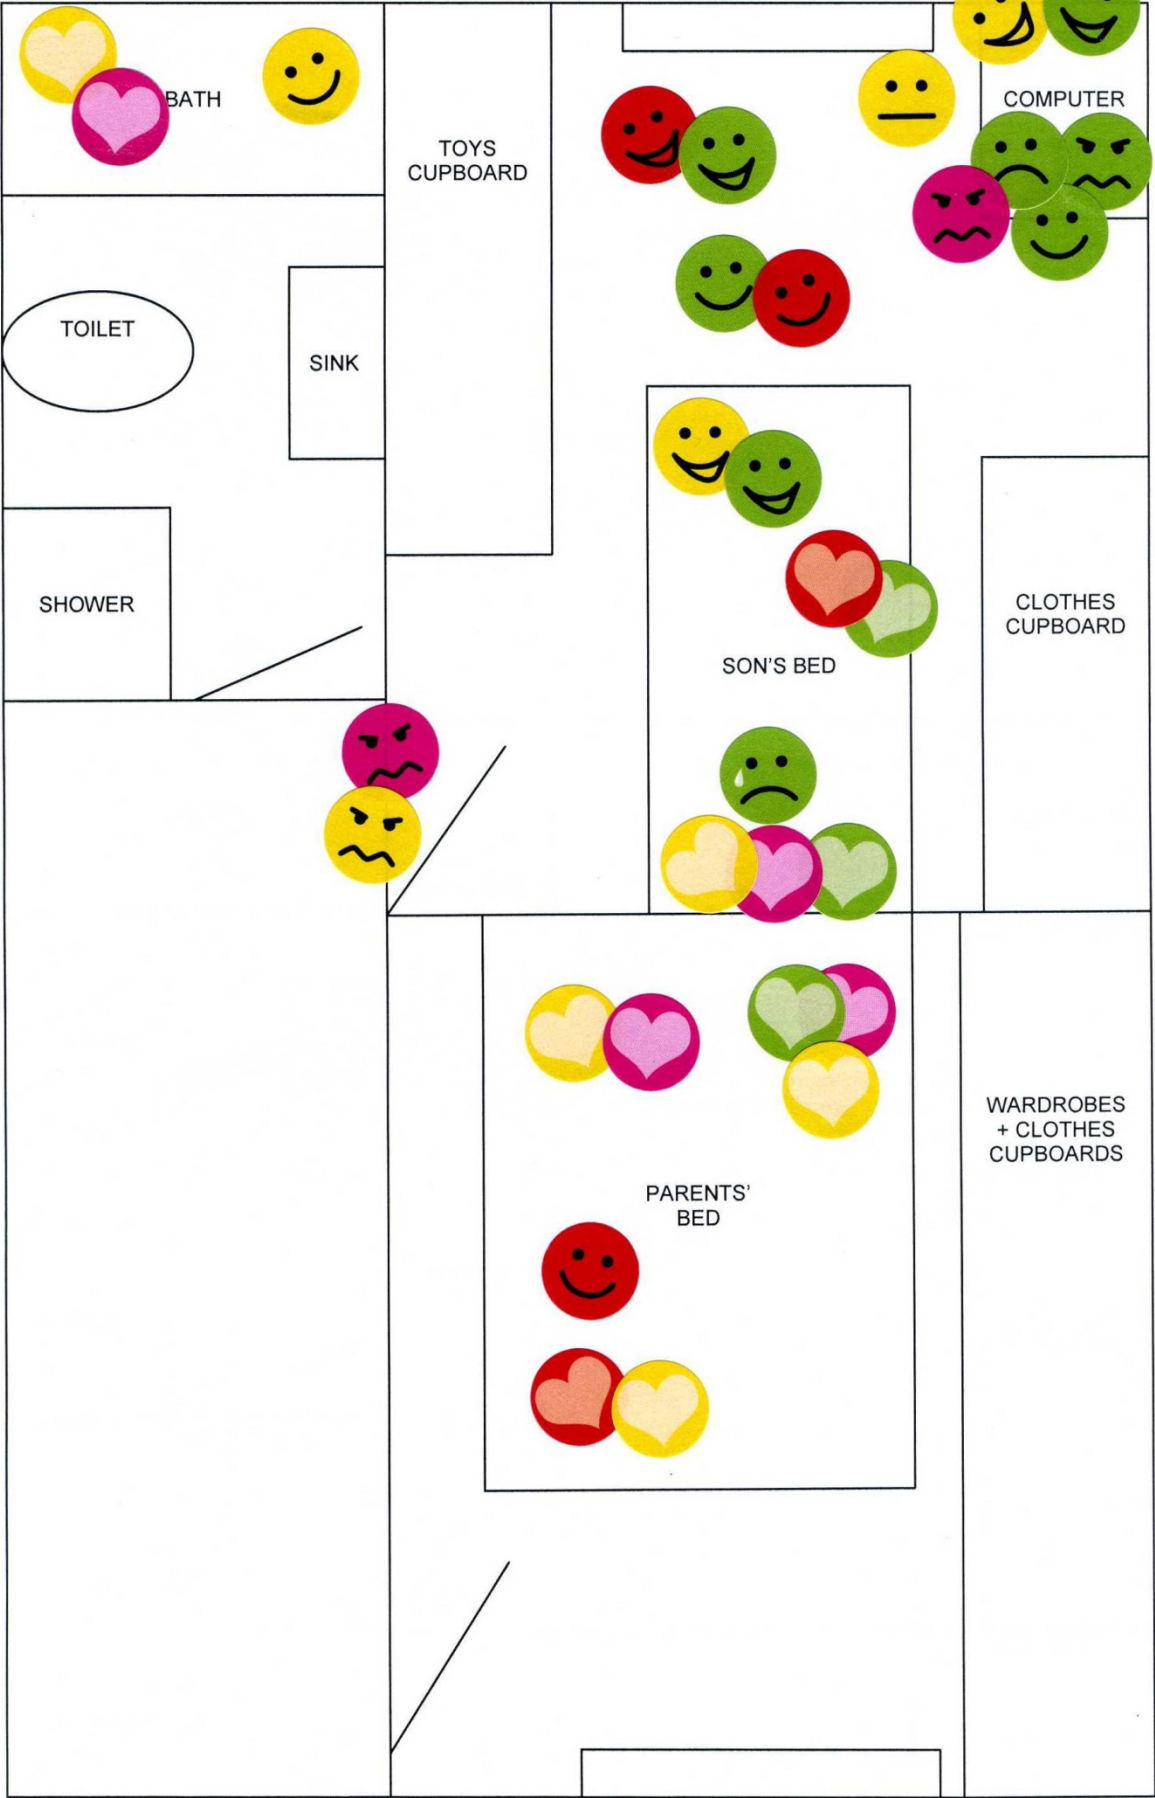 BATH
COMPUTER
TOYS
CUPBOARD
TOILET
SINK
SHOWER
CLOTHES
CUPBOARD
SON'S BED
WARDROBES
+ CLOTHES
CUPBOARDS
PARENTS'
BED